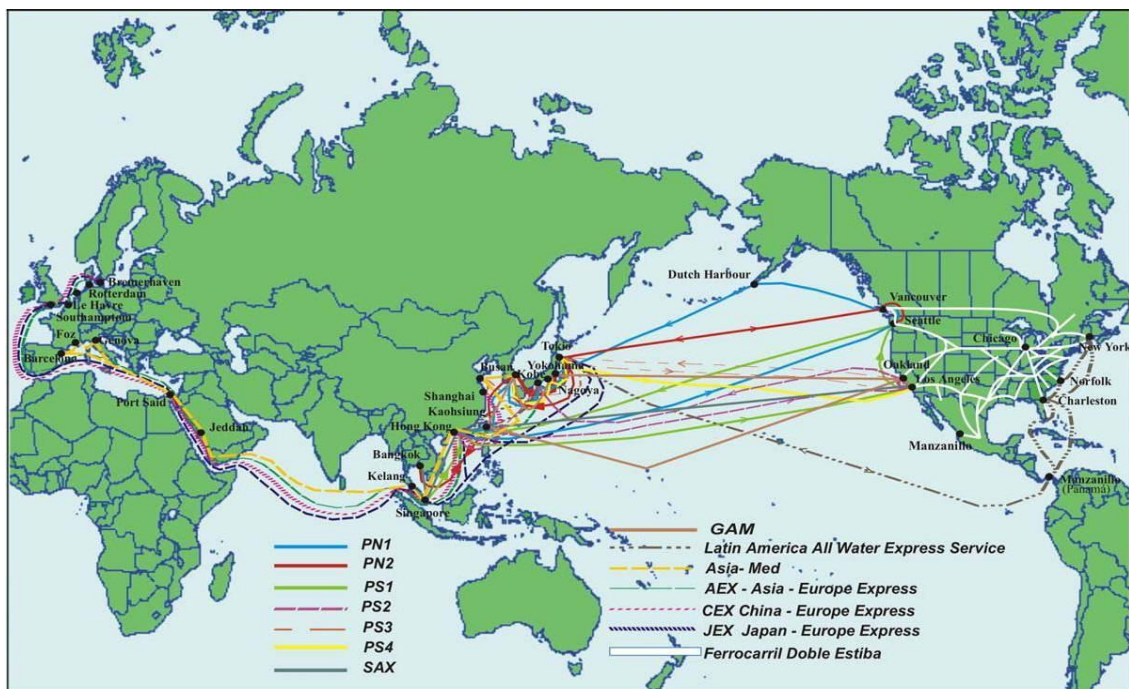 Dutch Harbour
Vancouver
Seattle
Chicago
New York
Oakland
Los Angeles
Norfolk
Charleston
Manzanillo
Manzanillo
(Panamá)
Bremerhaven
Rotterdam
Le Havre
Southamptom
Foz
Genova
Barcelona
Port Said
Jeddah
Tokio
Busan
Kobe
Yokohama
Nagoya
Shanghai
Kaohsiung
Hong Kong
Bangkok
Kelang
Singapore
PN1
PN2
PS1
PS2
PS3
PS4
SAX
GAM
Latin America All Water Express Service
Asia- Med
AEX - Asia - Europe Express
CEX China - Europe Express
JEX Japan - Europe Express
Ferrocarril Doble Estiba